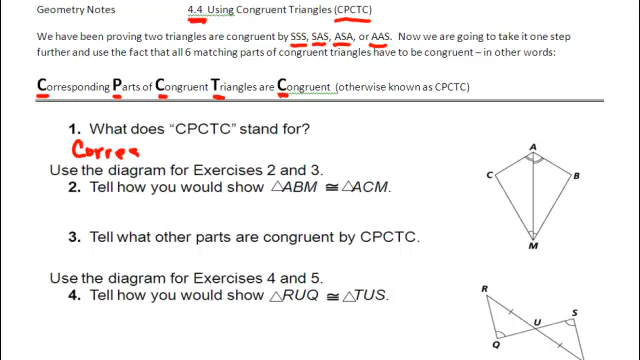 Geometry Notes 4.4 Using Congruent Triangles (CPCTC)
We have been proving two triangles are congruent by SSS, SAS, ASA, or AAS. Now we are going to take it one step
further and use the fact that all 6 matching parts of congruent triangles have to be congruent – in other words:
Corresponding Parts of Congruent Triangles are Congruent (otherwise known as CPCTC)
1. What does “CPCTC” stand for?
Corres
Use the diagram for Exercises 2 and 3.
2. Tell how you would show △ABM ≅ △ACM.
3. Tell what other parts are congruent by CPCTC.
A
C
B
M
Use the diagram for Exercises 4 and 5.
4. Tell how you would show △RUQ ≅ △TUS.
R
S
U
Q